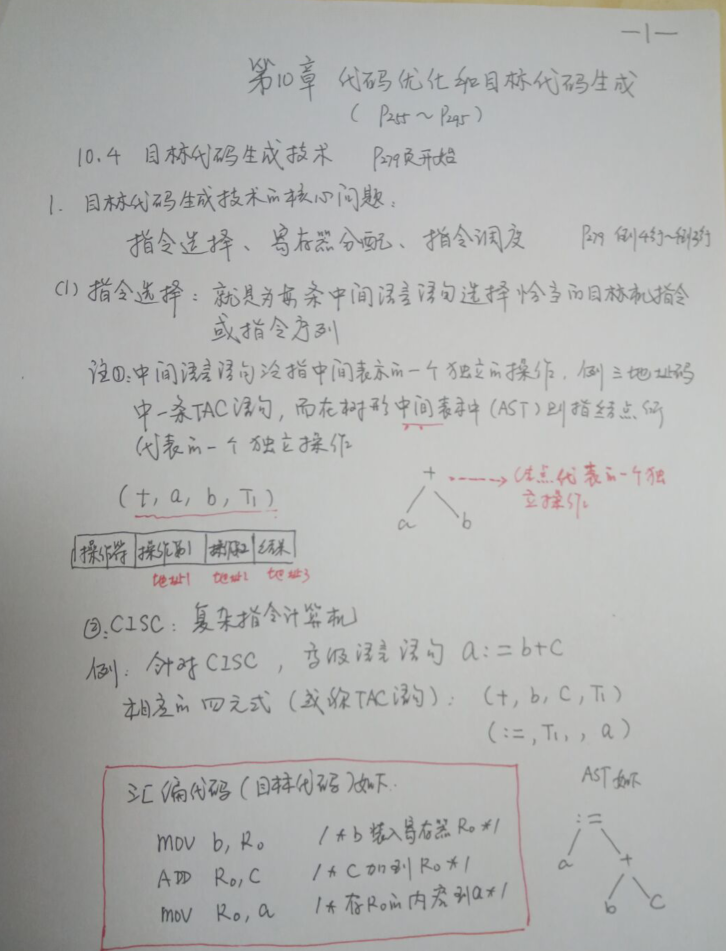 —1—
第10章 代码优化和目标代码生成
( P255～P295 )
10.4 目标代码生成技术 P279页开始
1. 目标代码生成技术的核心问题:
指令选择、寄存器分配、指令调度 P279 倒4行~倒3行
(1) 指令选择: 就是为每条中间语言语句选择恰当的目标机指令
或指令序列
注①:中间语言语句泛指中间表示的一个独立的操作. 例 三地址码
中一条TAC语句, 而在树形中间表示中(AST)则指结点所
代表的一个独立操作
(+, a, b, T1)
+ 结点代表的一个独
立操作.
a b
操作符 操作数1 操作数2 结果
地址1 地址2 地址3
②:CISC: 复杂指令计算机
例: 针对CISC , 高级语言语句 a:=b+c
相应的四元式 (或称TAC语句): (+, b, c, T1)
(:=, T1, , a)
汇编代码(目标代码)如下.
mov b, R0 /*b装入寄存器R0*/
ADD R0, C /*C加到R0*/
mov R0, a /*存R0的内容到a*/
AST如下
:=
a +
b c